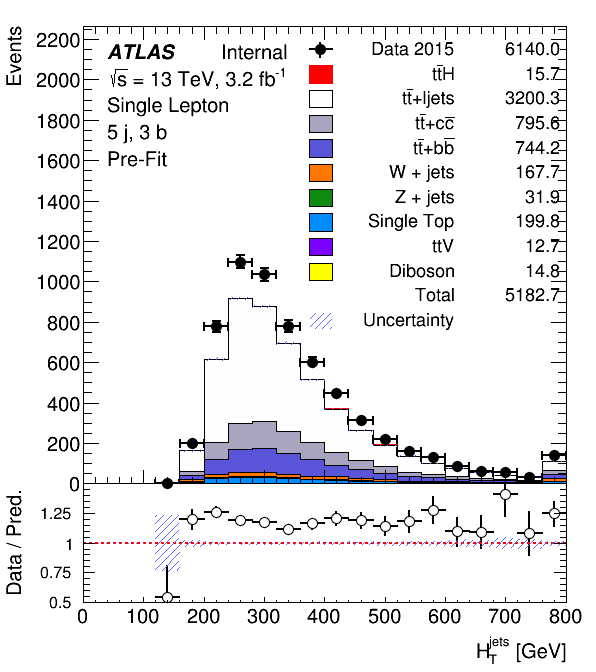 Events
2200
2000
1800
1600
1400
1200
1000
800
600
400
200
0
ATLAS Internal
√s = 13 TeV, 3.2 fb⁻¹
Single Lepton
5 j, 3 b
Pre-Fit
Data 2015 6140.0
tt̄H 15.7
tt̄+ljets 3200.3
tt̄+cc̄ 795.6
tt̄+bb̄ 744.2
W + jets 167.7
Z + jets 31.9
Single Top 199.8
ttV 12.7
Diboson 14.8
Total 5182.7
Uncertainty
Data / Pred.
1.25
1
0.75
0.5
0 100 200 300 400 500 600 700 800
H_T^jets [GeV]